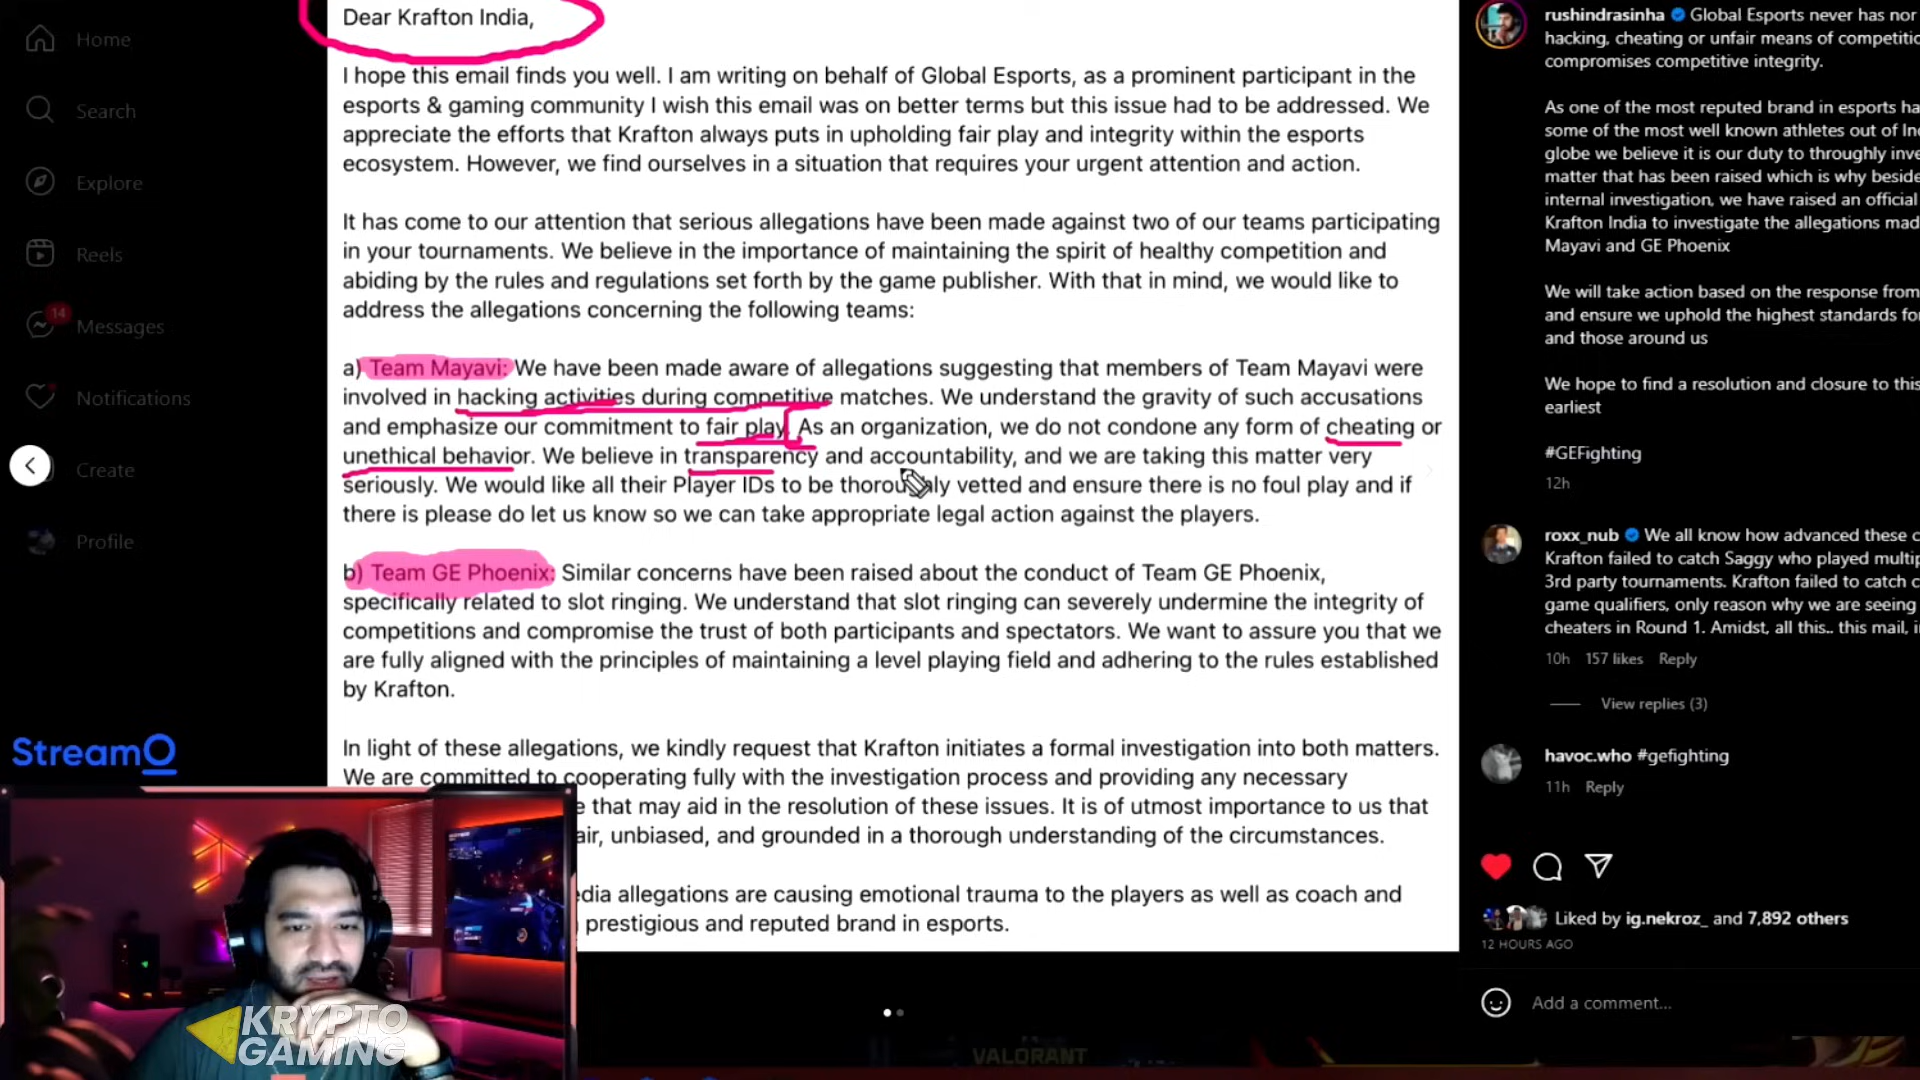 Home
Search
Explore
Reels
14
Messages
Notifications
Create
Profile
StreamO
Dear Krafton India,
I hope this email finds you well. I am writing on behalf of Global Esports, as a prominent participant in the
esports & gaming community I wish this email was on better terms but this issue had to be addressed. We
appreciate the efforts that Krafton always puts in upholding fair play and integrity within the esports
ecosystem. However, we find ourselves in a situation that requires your urgent attention and action.
It has come to our attention that serious allegations have been made against two of our teams participating
in your tournaments. We believe in the importance of maintaining the spirit of healthy competition and
abiding by the rules and regulations set forth by the game publisher. With that in mind, we would like to
address the allegations concerning the following teams:
a) Team Mayavi: We have been made aware of allegations suggesting that members of Team Mayavi were
involved in hacking activities during competitive matches. We understand the gravity of such accusations
and emphasize our commitment to fair play. As an organization, we do not condone any form of cheating or
unethical behavior. We believe in transparency and accountability, and we are taking this matter very
seriously. We would like all their Player IDs to be thoroughly vetted and ensure there is no foul play and if
there is please do let us know so we can take appropriate legal action against the players.
b) Team GE Phoenix: Similar concerns have been raised about the conduct of Team GE Phoenix,
specifically related to slot ringing. We understand that slot ringing can severely undermine the integrity of
competitions and compromise the trust of both participants and spectators. We want to assure you that we
are fully aligned with the principles of maintaining a level playing field and adhering to the rules established
by Krafton.
In light of these allegations, we kindly request that Krafton initiates a formal investigation into both matters.
We are committed to cooperating fully with the investigation process and providing any necessary
e that may aid in the resolution of these issues. It is of utmost importance to us that
air, unbiased, and grounded in a thorough understanding of the circumstances.
edia allegations are causing emotional trauma to the players as well as coach and
prestigious and reputed brand in esports.
KRYPTO
GAMING
VALORANT
rushindrasinha Global Esports never has nor
hacking, cheating or unfair means of competitio
compromises competitive integrity.
As one of the most reputed brand in esports ha
some of the most well known athletes out of In
globe we believe it is our duty to throughly inve
matter that has been raised which is why beside
internal investigation, we have raised an official
Krafton India to investigate the allegations mad
Mayavi and GE Phoenix
We will take action based on the response from
and ensure we uphold the highest standards fo
and those around us
We hope to find a resolution and closure to this
earliest
#GEFighting
12h
roxx_nub We all know how advanced these c
Krafton failed to catch Saggy who played multip
3rd party tournaments. Krafton failed to catch c
game qualifiers, only reason why we are seeing
cheaters in Round 1. Amidst, all this.. this mail, i
10h 157 likes Reply
View replies (3)
havoc.who #gefighting
11h Reply
Liked by ig.nekroz_ and 7,892 others
12 HOURS AGO
Add a comment...